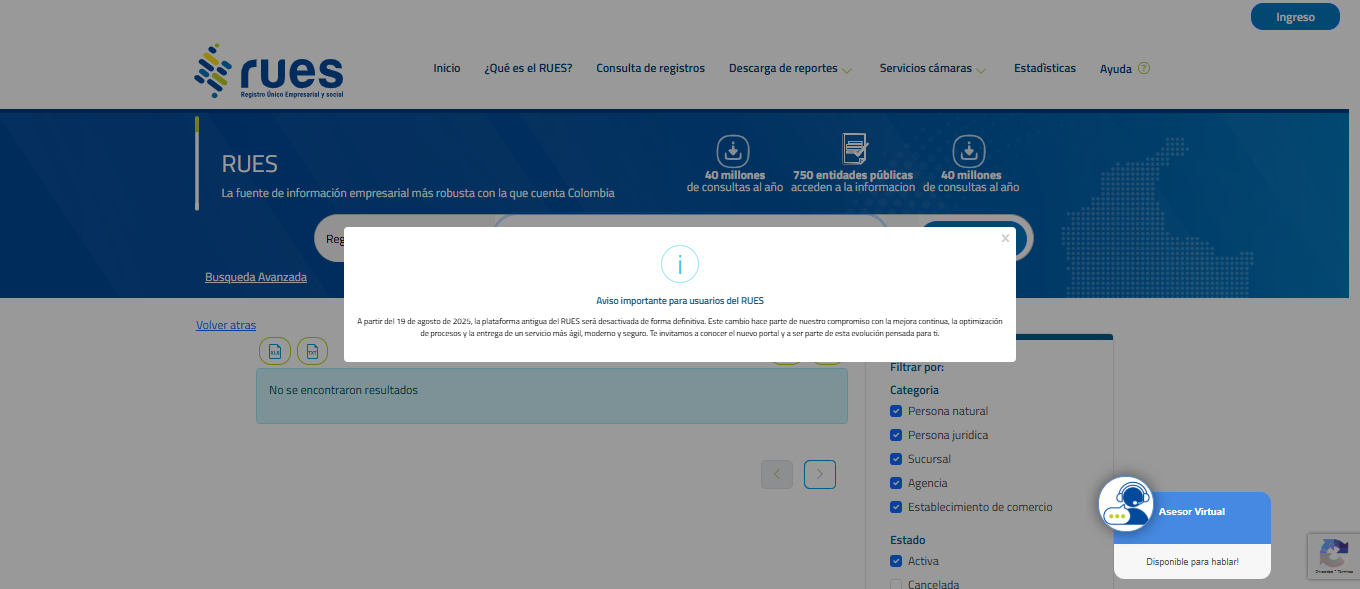 Ingreso
rues
Registro Único Empresarial y social
Inicio
¿Qué es el RUES?
Consulta de registros
Descarga de reportes
Servicios cámaras
Estadísticas
Ayuda ?
RUES
La fuente de información empresarial más robusta con la que cuenta Colombia
40 millones
de consultas al año
750 entidades públicas
acceden a la informacion
40 millones
de consultas al año
Reg
Busqueda Avanzada
x
i
Aviso importante para usuarios del RUES
A partir del 19 de agosto de 2025, la plataforma antigua del RUES será desactivada de forma definitiva. Este cambio hace parte de nuestro compromiso con la mejora continua, la optimización
de procesos y la entrega de un servicio más ágil, moderno y seguro. Te invitamos a conocer el nuevo portal y a ser parte de esta evolución pensada para ti.
Volver atras
XLS
TXT
No se encontraron resultados
Filtrar por:
Categoria
Persona natural
Persona juridica
Sucursal
Agencia
Establecimiento de comercio
Estado
Activa
Cancelada
Asesor Virtual
Disponible para hablar!